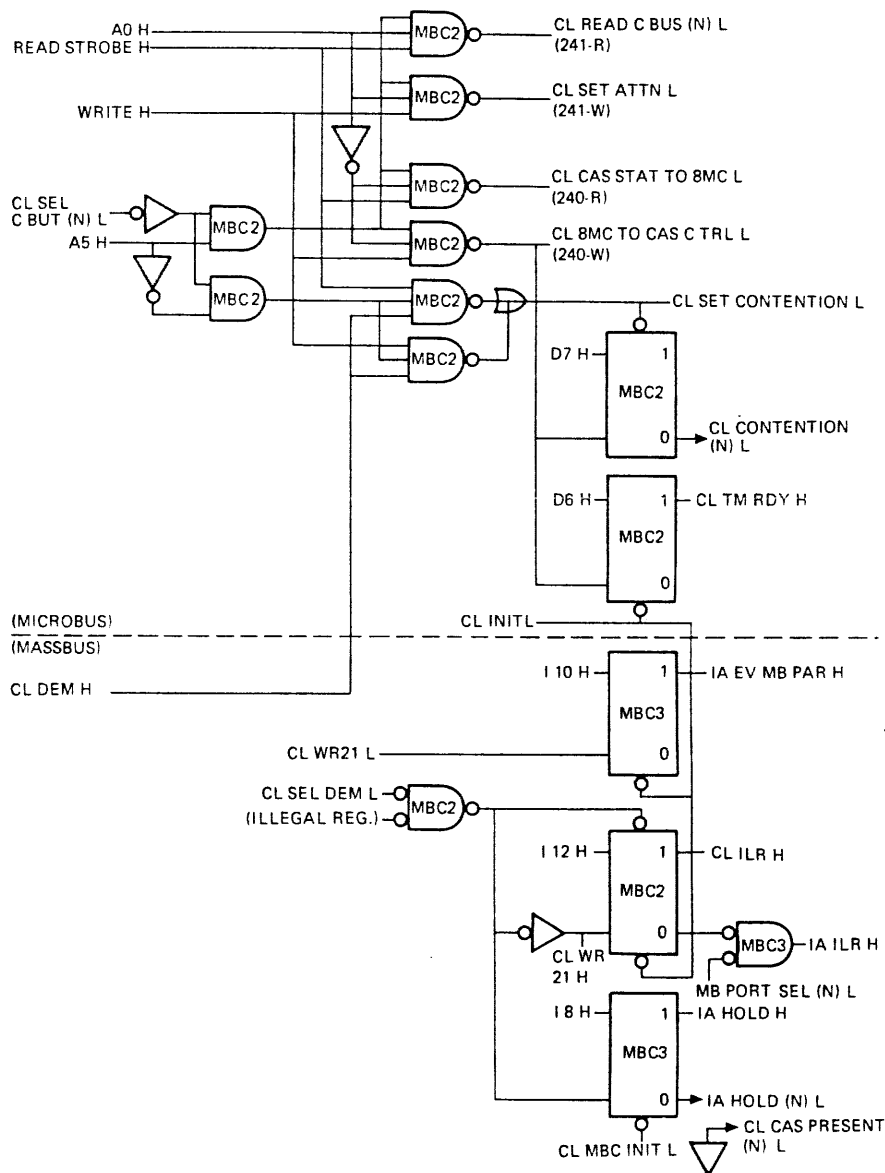 A0 H
READ STROBE H
MBC2
CL READ C BUS (N) L
(241-R)
WRITE H
MBC2
CL SET ATTN L
(241-W)
MBC2
CL CAS STAT TO 8MC L
(240-R)
CL SEL
C BUT (N) L
MBC2
MBC2
CL 8MC TO CAS C TRL L
(240-W)
A5 H
MBC2
MBC2
CL SET CONTENTION L
MBC2
D7 H
1
MBC2
0
CL CONTENTION
(N) L
D6 H
1
CL TM RDY H
MBC2
0
(MICROBUS)
CL INIT L
(MASSBUS)
CL DEM H
I 10 H
1
IA EV MB PAR H
MBC3
0
CL WR21 L
CL SEL DEM L
(ILLEGAL REG.)
MBC2
I 12 H
1
CL ILR H
MBC2
0
CL WR
21 H
MBC3
IA ILR H
MB PORT SEL (N) L
I 8 H
1
IA HOLD H
MBC3
0
IA HOLD (N) L
CL MBC INIT L
CL CAS PRESENT
(N) L